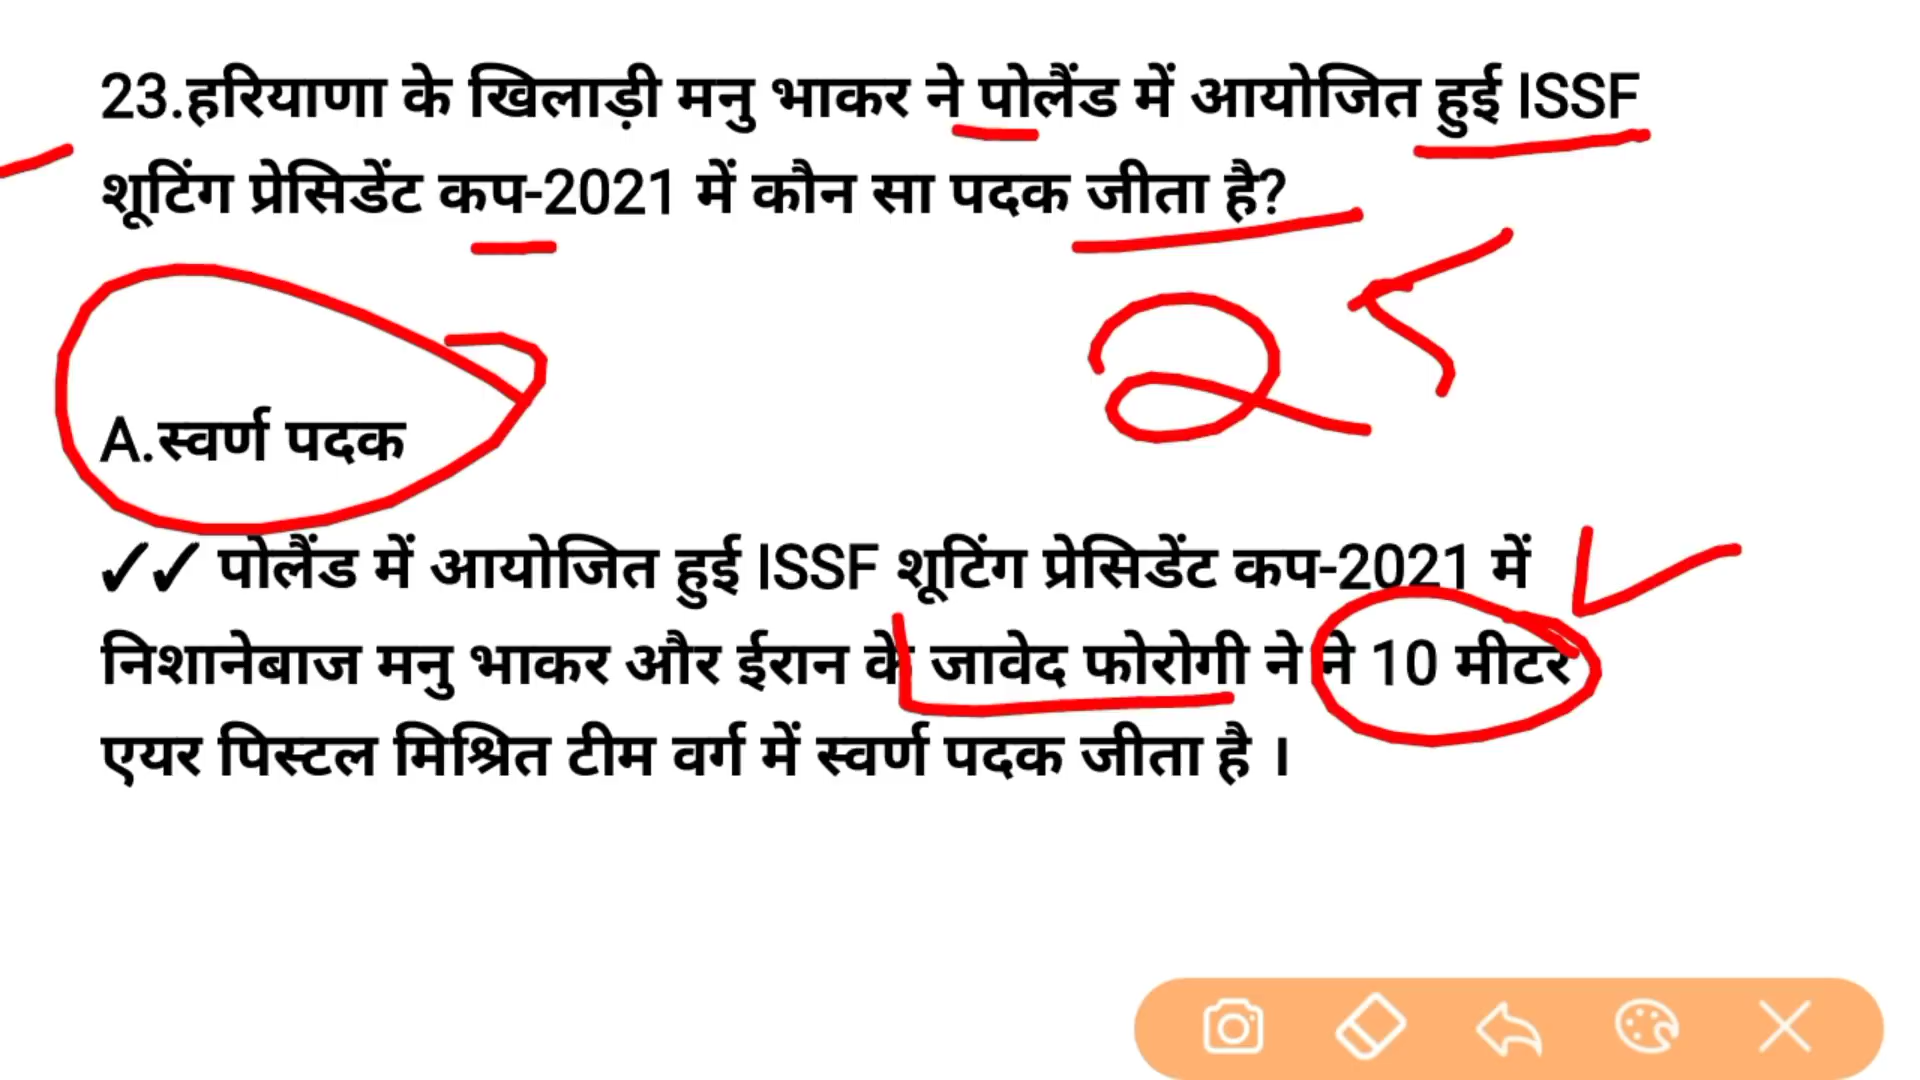 23.हरियाणा के खिलाड़ी मनु भाकर ने पोलैंड में आयोजित हुई ISSF
शूटिंग प्रेसिडेंट कप-2021 में कौन सा पदक जीता है?
2
A.स्वर्ण पदक
✓✓ पोलैंड में आयोजित हुई ISSF शूटिंग प्रेसिडेंट कप-2021 में
निशानेबाज मनु भाकर और ईरान के जावेद फोरोगी ने ने 10 मीटर
एयर पिस्टल मिश्रित टीम वर्ग में स्वर्ण पदक जीता है ।